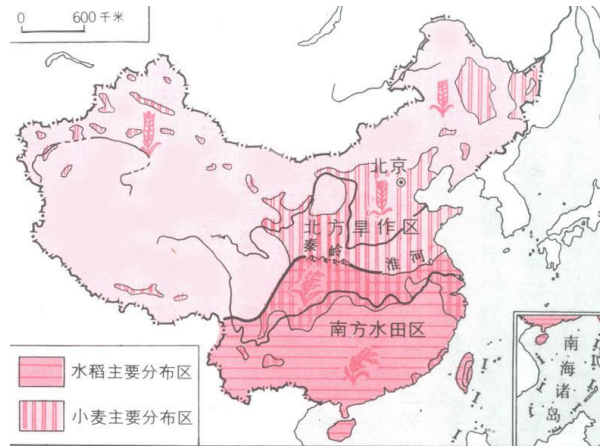 0 600千米
北京
北方旱作区
秦岭
淮河
南方水田区
水稻主要分布区
小麦主要分布区
南海诸岛